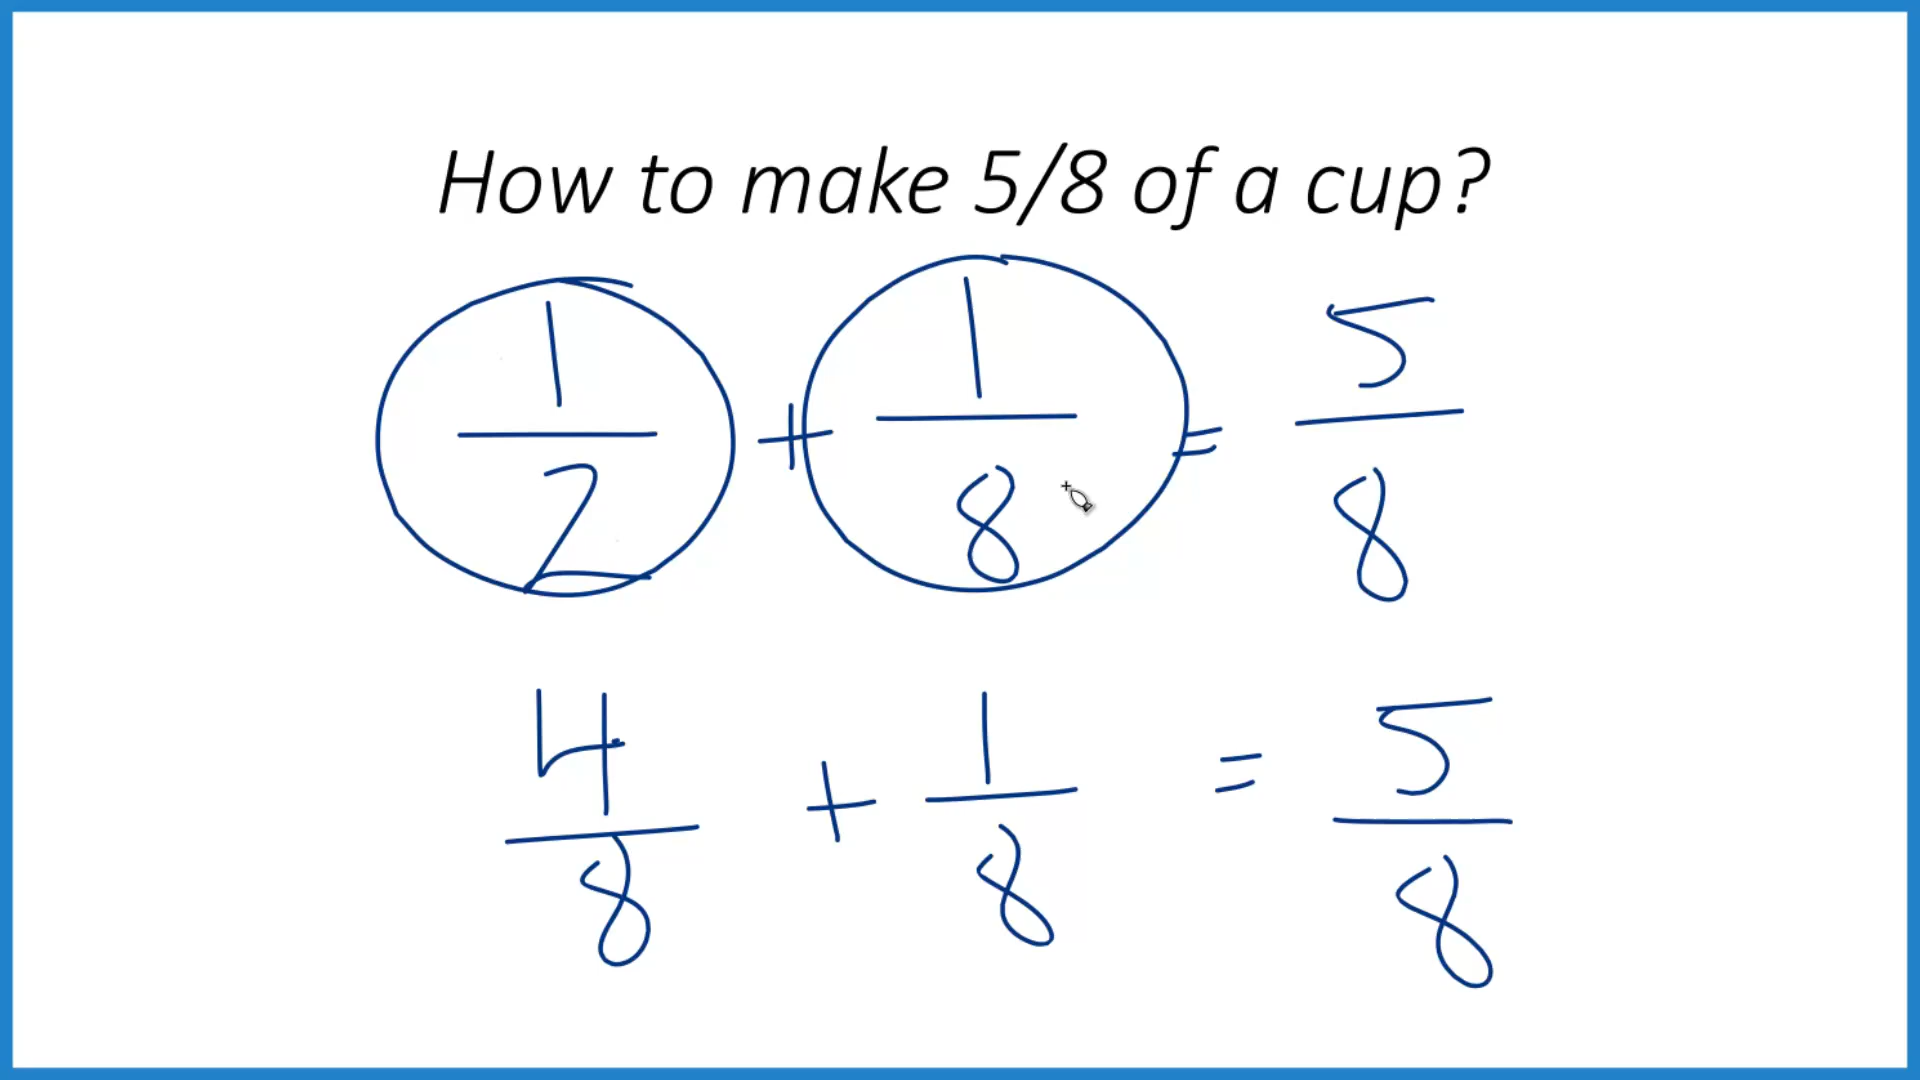 How to make 5/8 of a cup?
1/2 + 1/8 = 5/8
4/8 + 1/8 = 5/8